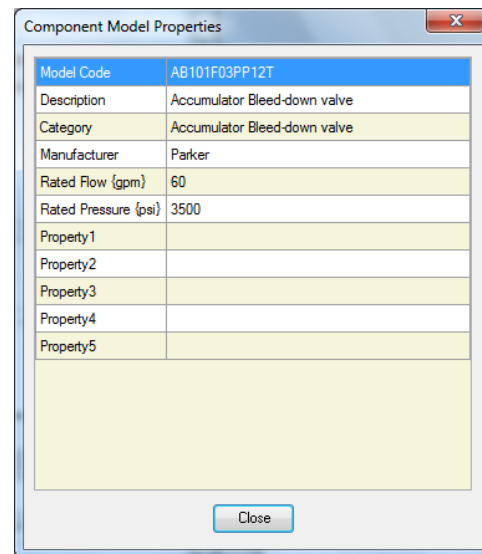 Component Model Properties
Model Code AB101F03PP12T
Description Accumulator Bleed-down valve
Category Accumulator Bleed-down valve
Manufacturer Parker
Rated Flow {gpm} 60
Rated Pressure {psi} 3500
Property1
Property2
Property3
Property4
Property5
Close